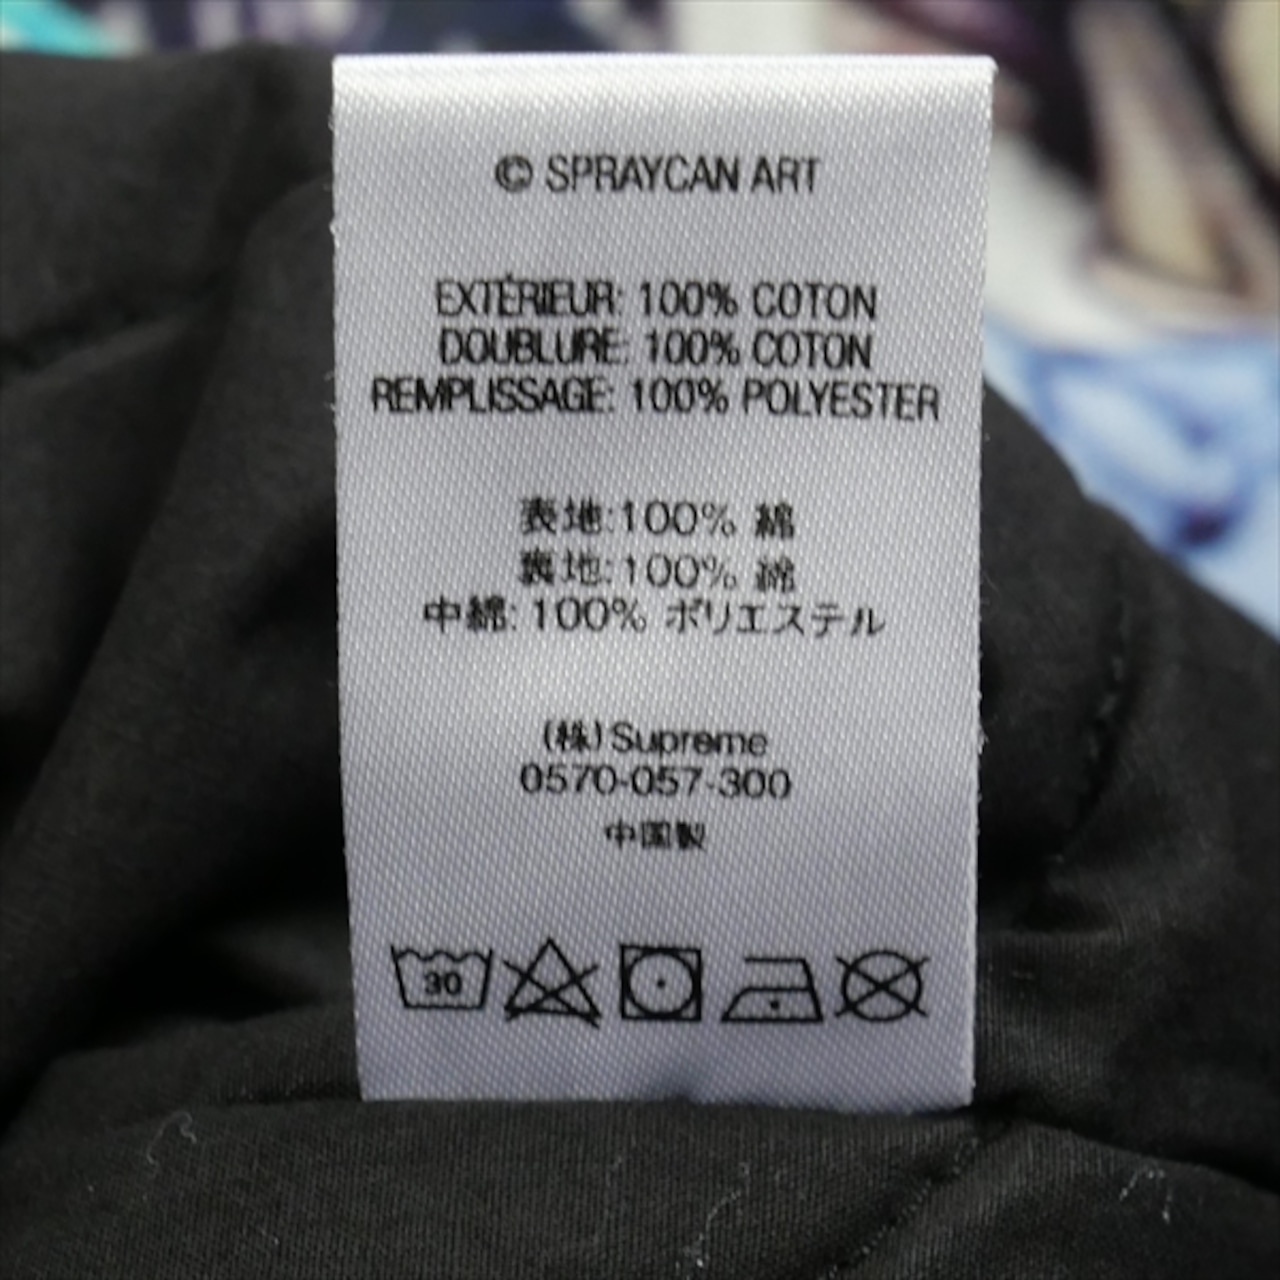 © SPRAYCAN ART
EXTÉRIEUR: 100% COTON
DOUBLURE: 100% COTON
REMPLISSAGE: 100% POLYESTER
表地:100% 綿
裏地:100% 綿
中綿:100% ポリエステル
(株)Supreme
0570-057-300
中国製
30